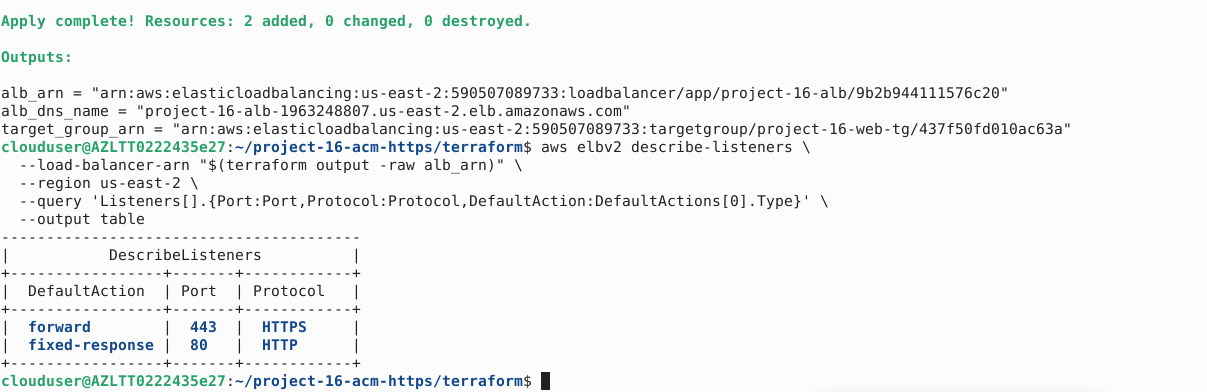 Apply complete! Resources: 2 added, 0 changed, 0 destroyed.
Outputs:
alb_arn = "arn:aws:elasticloadbalancing:us-east-2:590507089733:loadbalancer/app/project-16-alb/9b2b944111576c20"
alb_dns_name = "project-16-alb-1963248807.us-east-2.elb.amazonaws.com"
target_group_arn = "arn:aws:elasticloadbalancing:us-east-2:590507089733:targetgroup/project-16-web-tg/437f50fd010ac63a"
clouduser@AZLTT0222435e27:~/project-16-acm-https/terraform$ aws elbv2 describe-listeners \
  --load-balancer-arn "$(terraform output -raw alb_arn)" \
  --region us-east-2 \
  --query 'Listeners[].{Port:Port,Protocol:Protocol,DefaultAction:DefaultActions[0].Type}' \
  --output table
----------------------------------------
|           DescribeListeners          |
+-----------------+-------+------------+
|  DefaultAction  | Port  | Protocol   |
+-----------------+-------+------------+
|  forward        |  443  |  HTTPS     |
|  fixed-response |  80   |  HTTP      |
+-----------------+-------+------------+
clouduser@AZLTT0222435e27:~/project-16-acm-https/terraform$